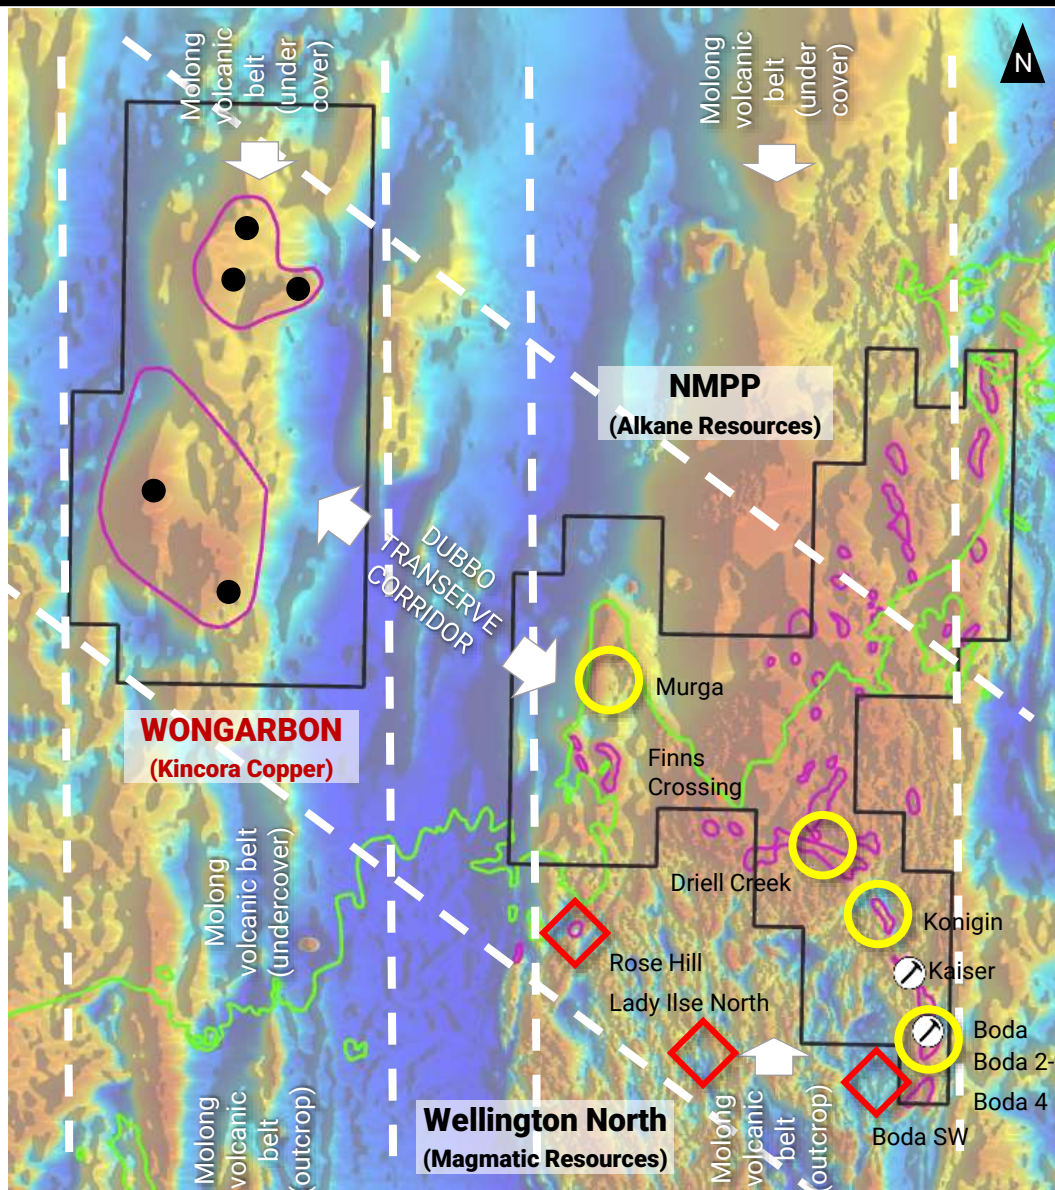 Molong
volcanic
belt
(under
cover)
Molong
volcanic
belt
(under
cover)
N
NMPP
(Alkane Resources)
DUBBO
TRANSERVE
CORRIDOR
Murga
WONGARBON
(Kincora Copper)
Finns
Crossing
Driell Creek
Molong
volcanic belt
(undercover)
Konigin
Rose Hill
Kaiser
Lady Ilse North
Boda
Boda 2-
Boda 4
Boda SW
Wellington North
(Magmatic Resources)
Molong
volcanic
belt
(outcrop)
Molong
volcanic
belt
(outcrop)